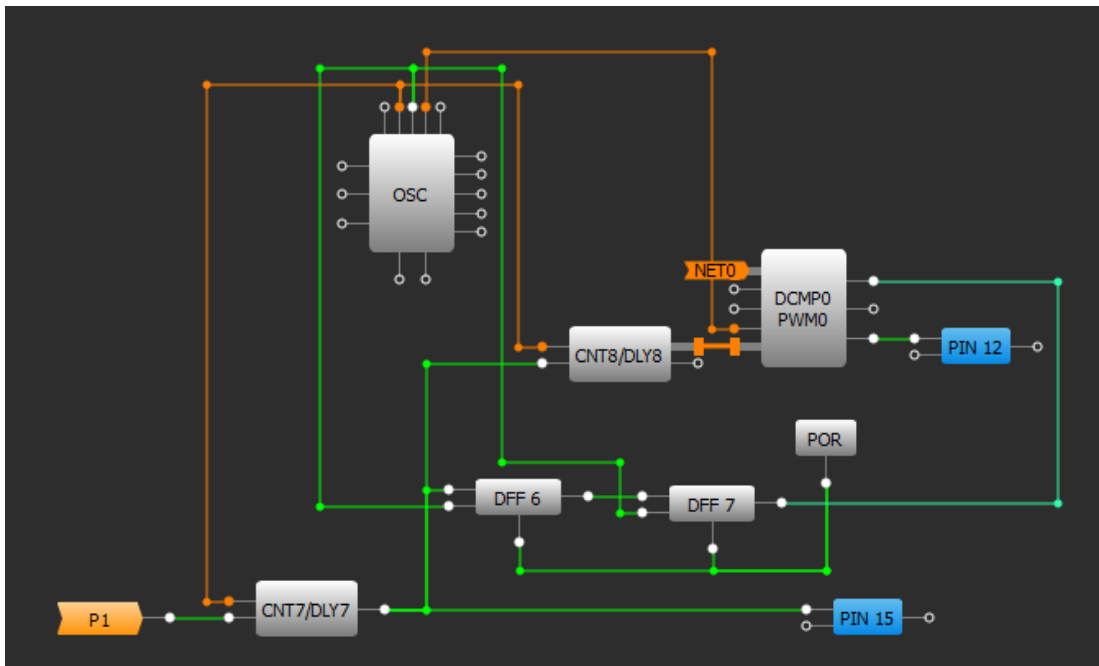 OSC
NET0
DCMP0
PWM0
CNT8/DLY8
PIN 12
POR
DFF 6
DFF 7
CNT7/DLY7
P1
PIN 15